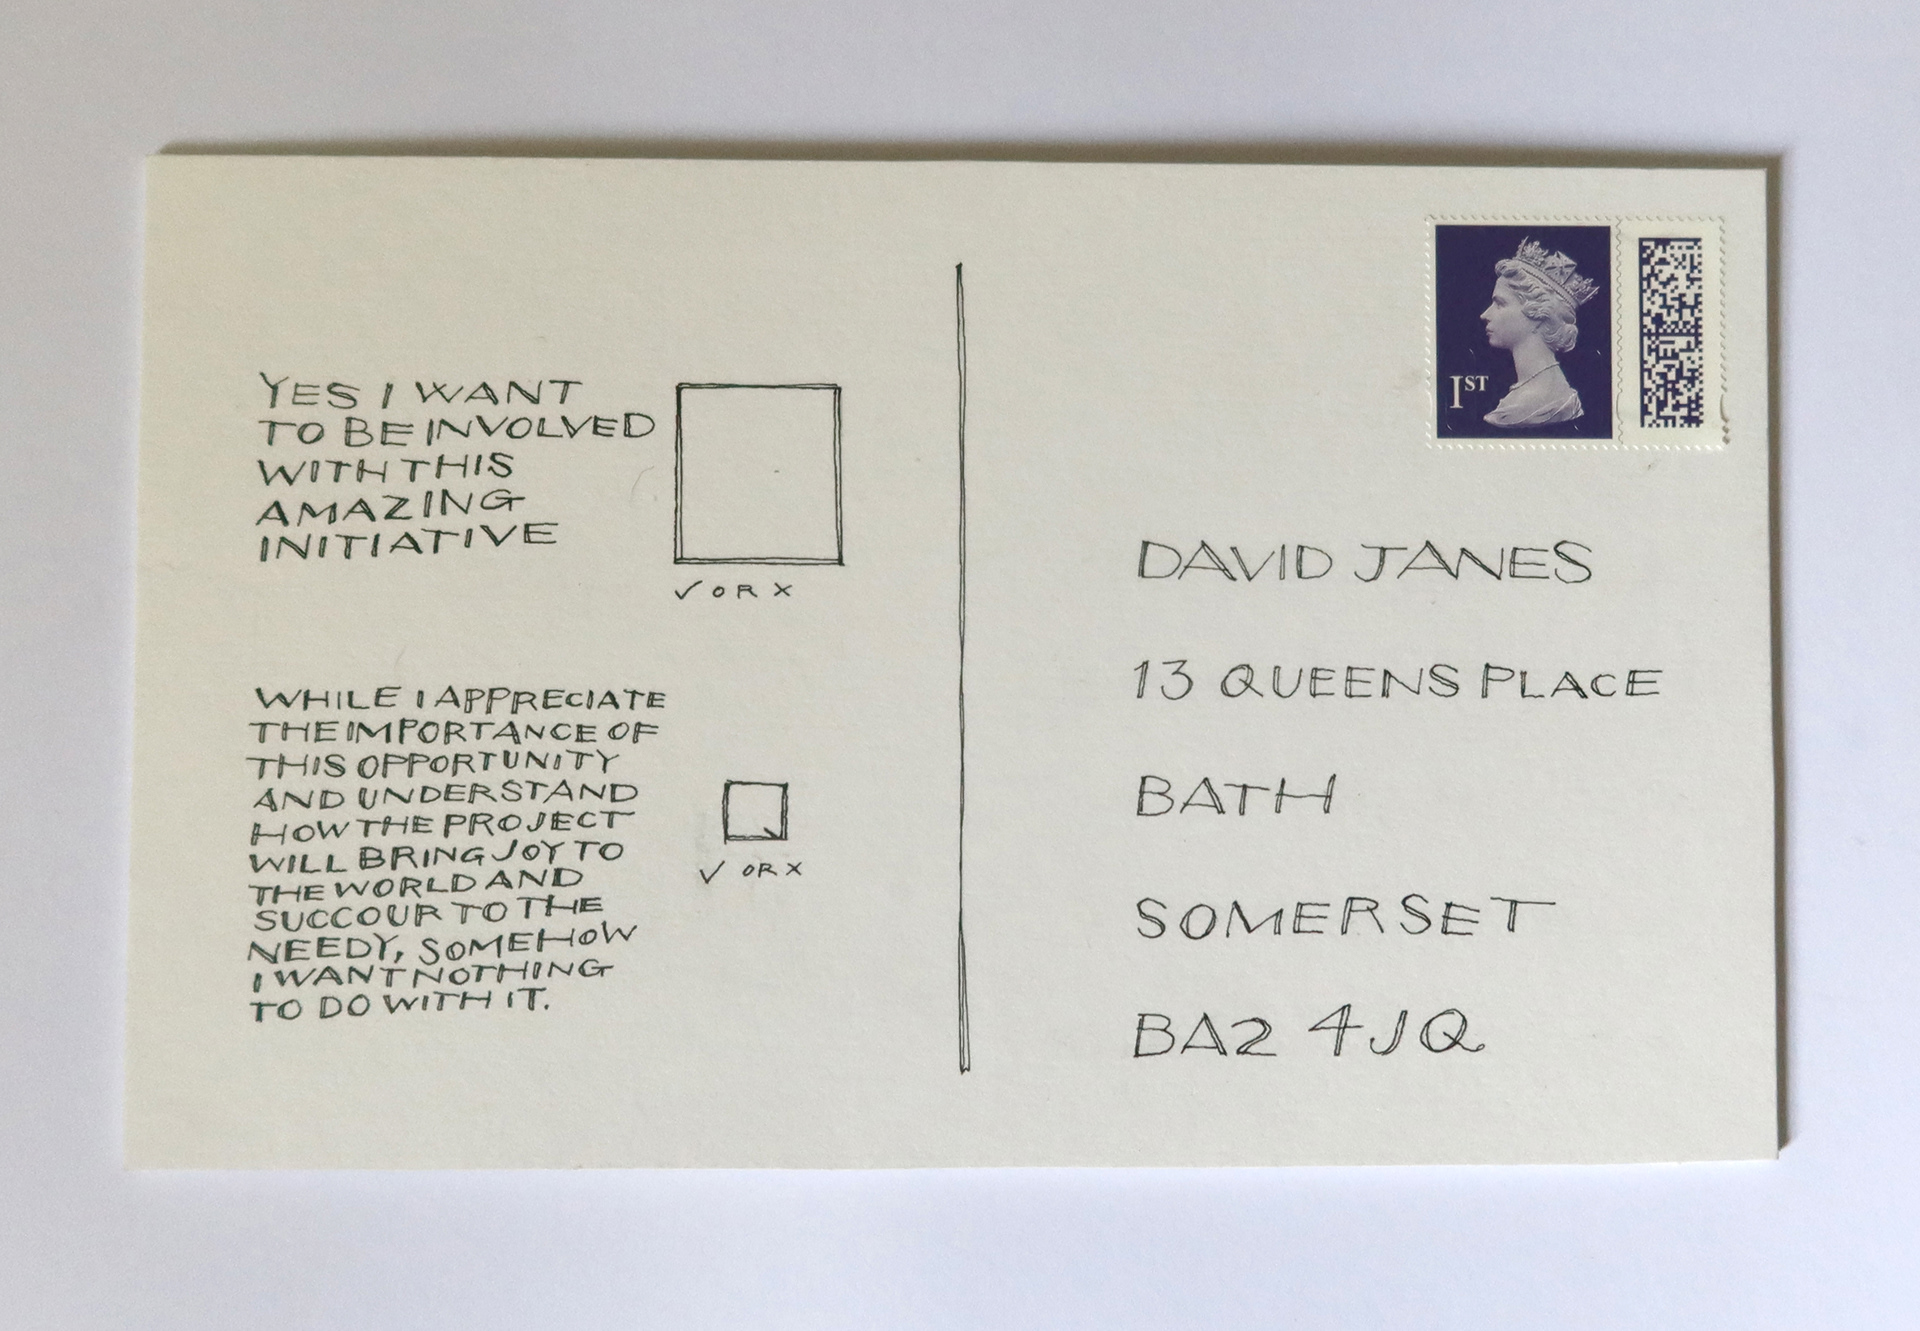 YES I WANT
TO BE INVOLVED
WITH THIS
AMAZING
INITIATIVE
✓ OR X
WHILE I APPRECIATE
THE IMPORTANCE OF
THIS OPPORTUNITY
AND UNDERSTAND
HOW THE PROJECT
WILL BRING JOY TO
THE WORLD AND
SUCCOUR TO THE
NEEDY, SOMEHOW
I WANT NOTHING
TO DO WITH IT.
✓ OR X
1ST
DAVID JANES
13 QUEENS PLACE
BATH
SOMERSET
BA2 4JQ